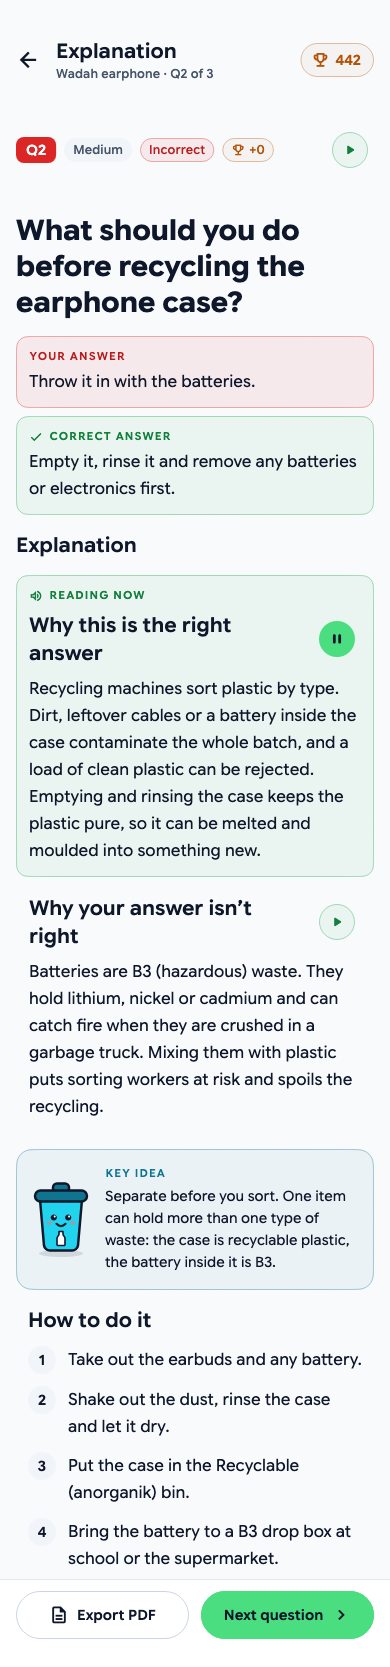 Explanation
Wadah earphone · Q2 of 3
442
Q2
Medium
Incorrect
+0
What should you do
before recycling the
earphone case?
YOUR ANSWER
Throw it in with the batteries.
CORRECT ANSWER
Empty it, rinse it and remove any batteries
or electronics first.
Explanation
READING NOW
Why this is the right
answer
Recycling machines sort plastic by type.
Dirt, leftover cables or a battery inside the
case contaminate the whole batch, and a
load of clean plastic can be rejected.
Emptying and rinsing the case keeps the
plastic pure, so it can be melted and
moulded into something new.
Why your answer isn’t
right
Batteries are B3 (hazardous) waste. They
hold lithium, nickel or cadmium and can
catch fire when they are crushed in a
garbage truck. Mixing them with plastic
puts sorting workers at risk and spoils the
recycling.
KEY IDEA
Separate before you sort. One item
can hold more than one type of
waste: the case is recyclable plastic,
the battery inside it is B3.
How to do it
1 Take out the earbuds and any battery.
2 Shake out the dust, rinse the case
and let it dry.
3 Put the case in the Recyclable
(anorganik) bin.
4 Bring the battery to a B3 drop box at
school or the supermarket.
Export PDF
Next question